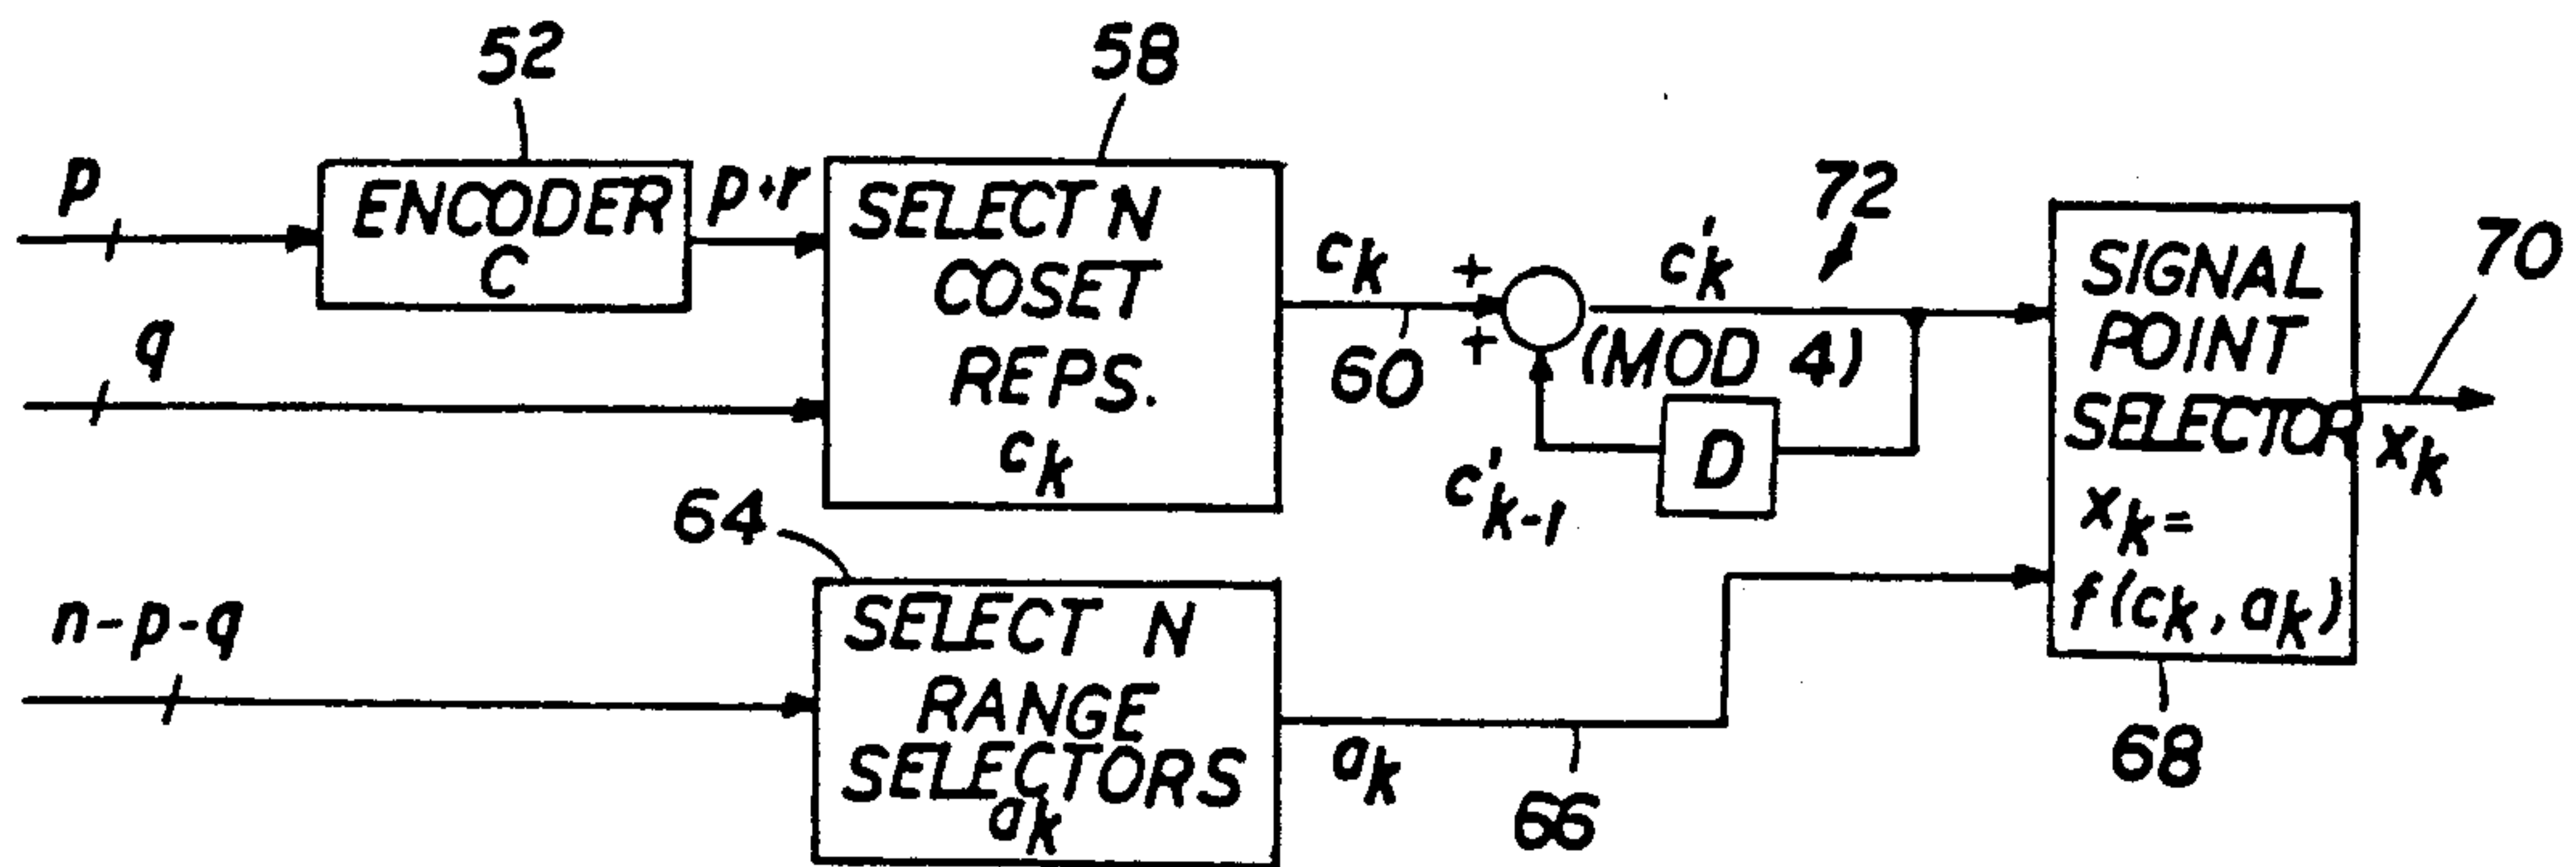 52
58
p
ENCODER
C
p+r
q
SELECT N
COSET
REPS.
c_k
c_k
60
+
+
c'_k
72
(MOD 4)
D
c'_{k-1}
SIGNAL
POINT
SELECTOR
x_k=
f(c_k, a_k)
70
x_k
68
64
n-p-q
SELECT N
RANGE
SELECTORS
a_k
a_k
66